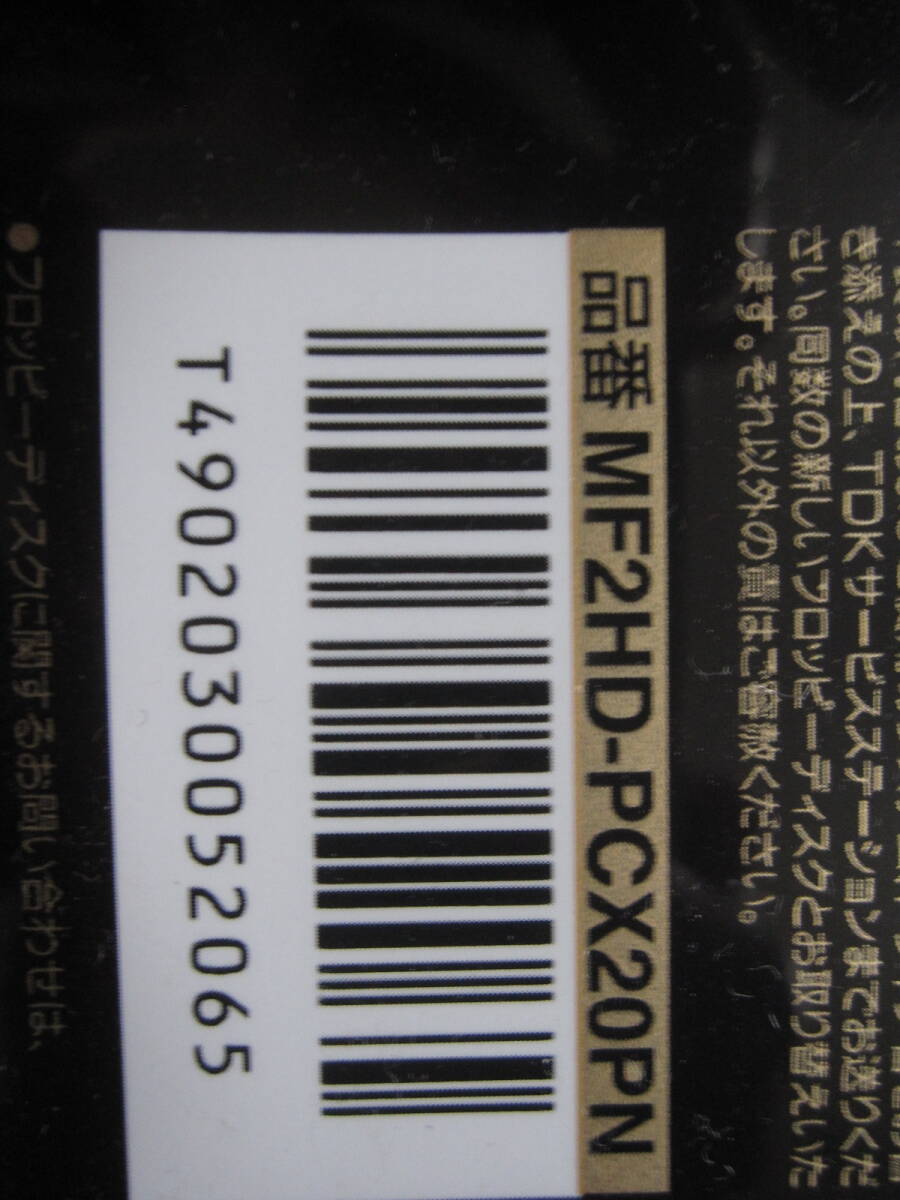 き添えの上、TDKサービスステーションまでお送りくだ
さい。同数の新しいフロッピーディスクとお取り替えいた
します。それ以外の責はご容赦ください。
品番 MF2HD-PCX20PN
T4902030052065
●フロッピーディスクに関するお問い合わせは、